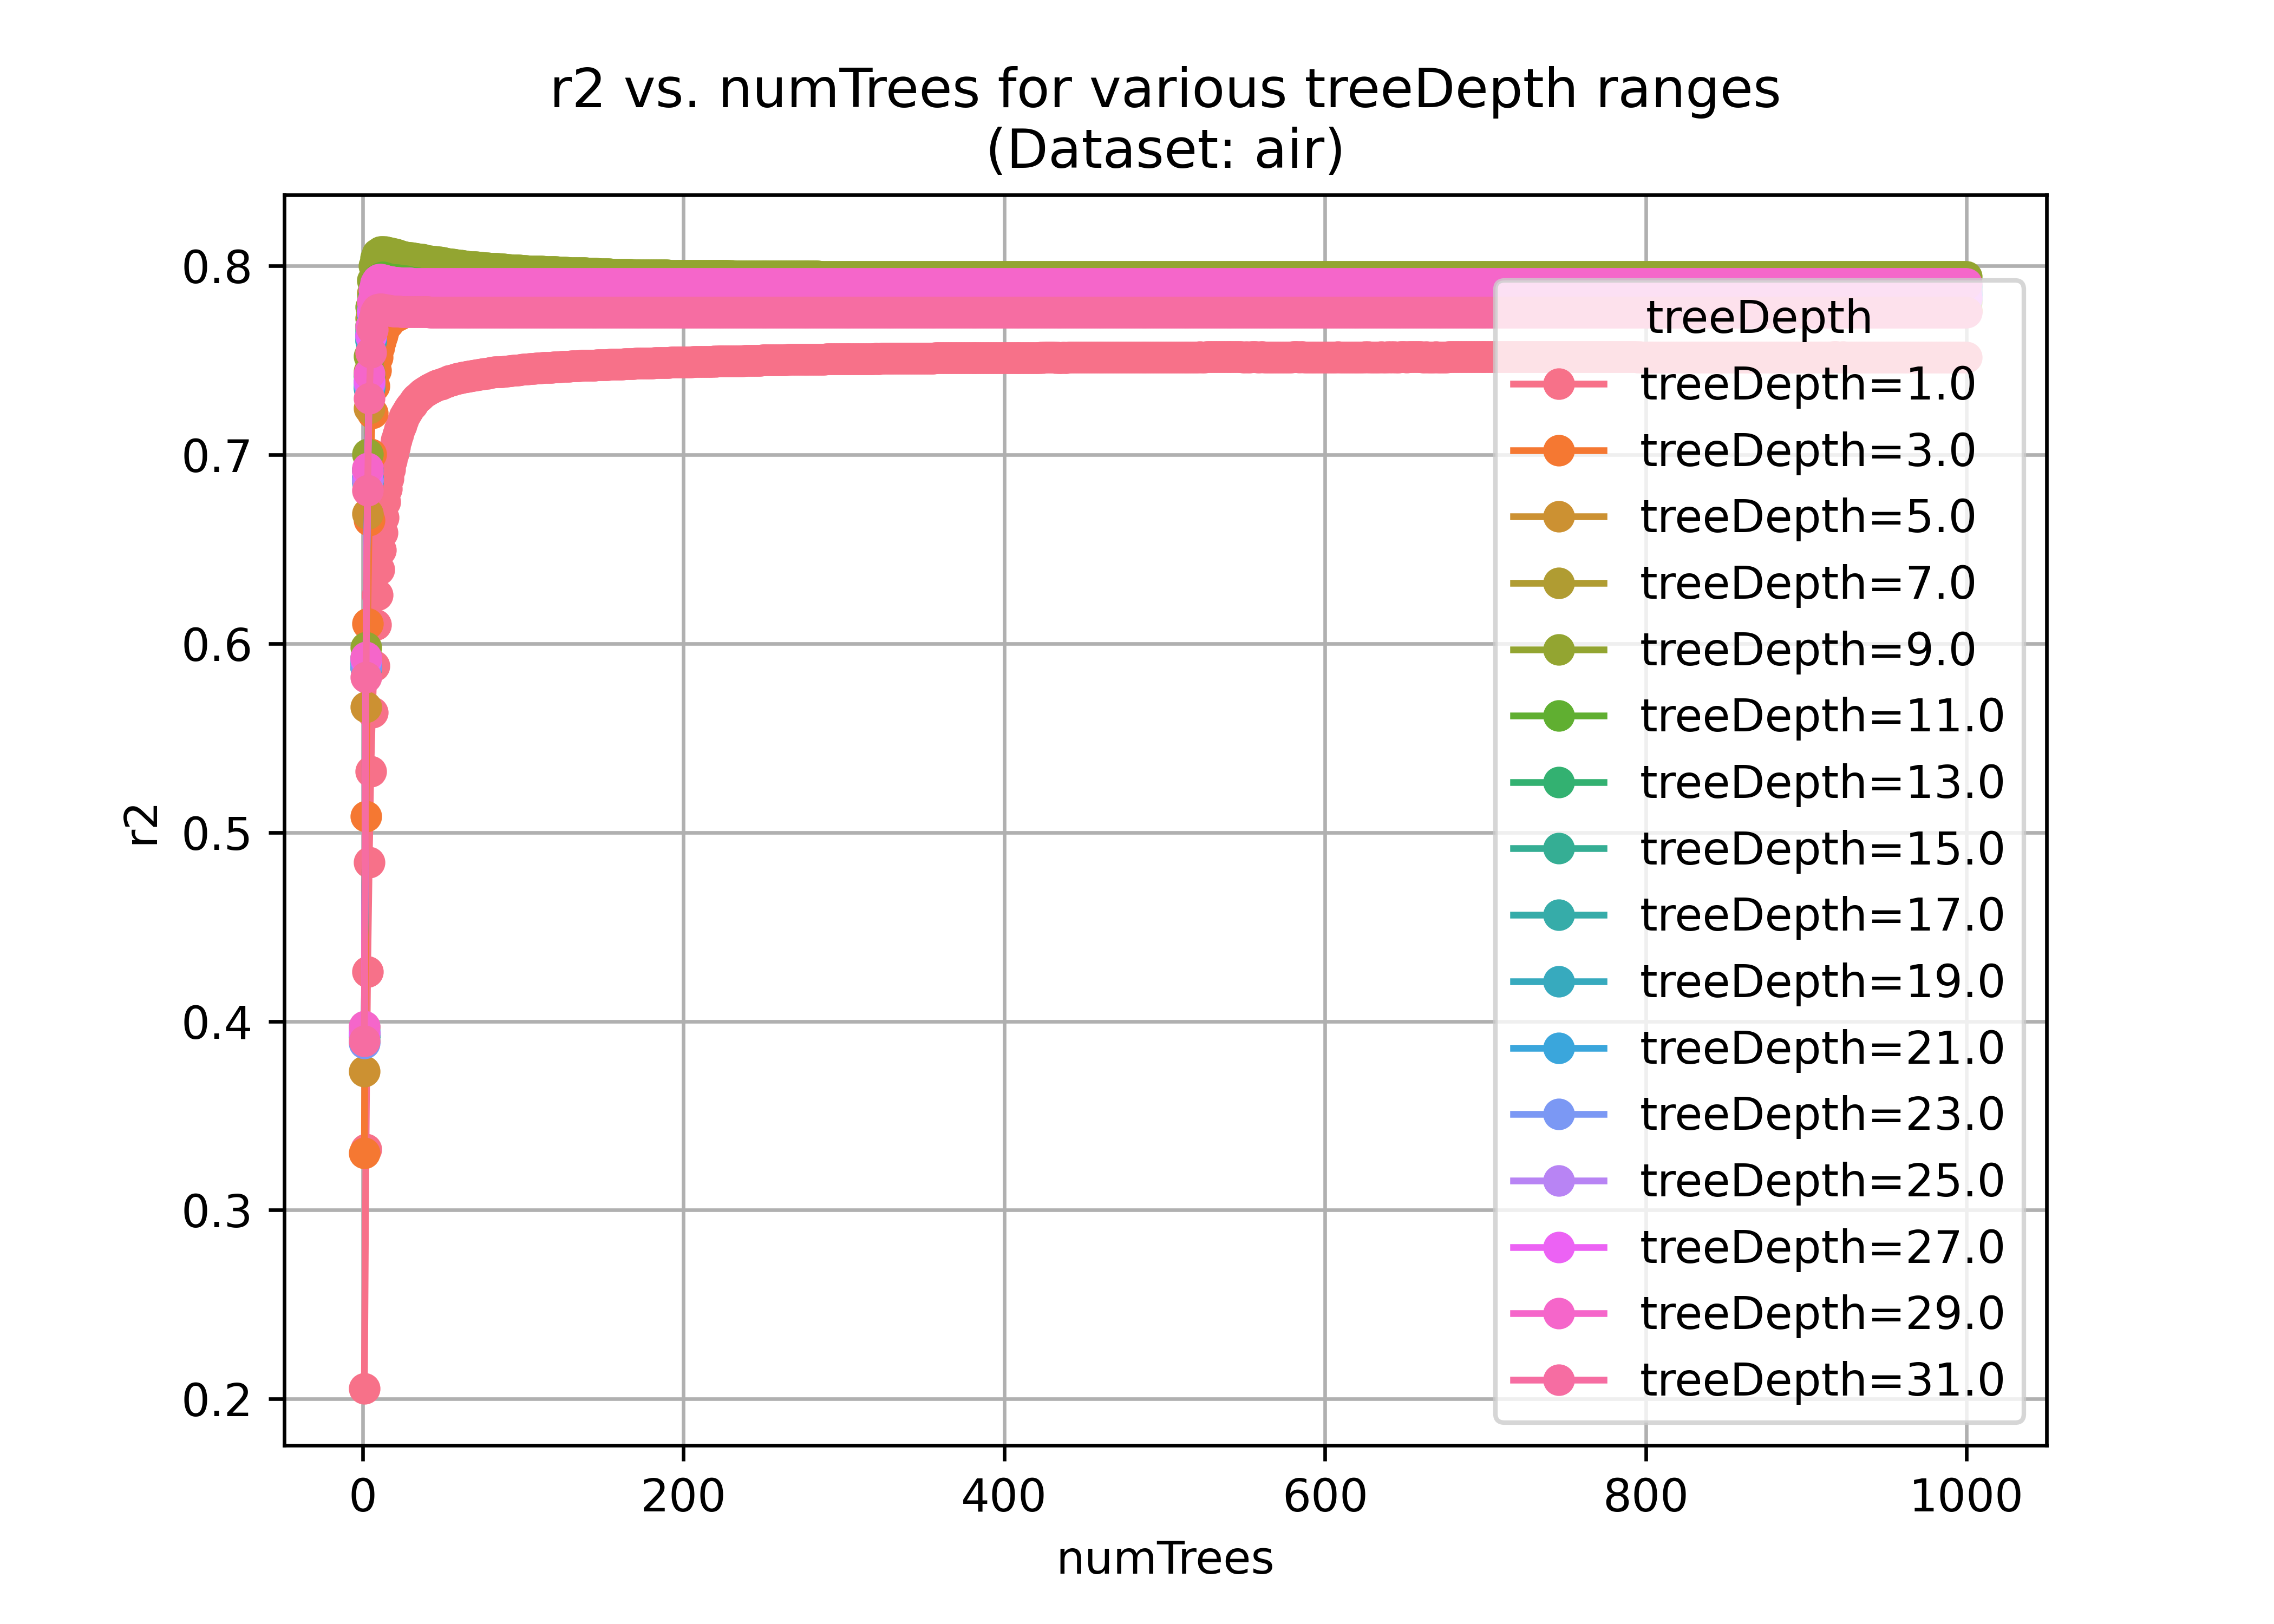 r2 vs. numTrees for various treeDepth ranges
(Dataset: air)
0.8
0.7
0.6
0.5
0.4
0.3
0.2
r2
treeDepth
treeDepth=1.0
treeDepth=3.0
treeDepth=5.0
treeDepth=7.0
treeDepth=9.0
treeDepth=11.0
treeDepth=13.0
treeDepth=15.0
treeDepth=17.0
treeDepth=19.0
treeDepth=21.0
treeDepth=23.0
treeDepth=25.0
treeDepth=27.0
treeDepth=29.0
treeDepth=31.0
0 200 400 600 800 1000
numTrees